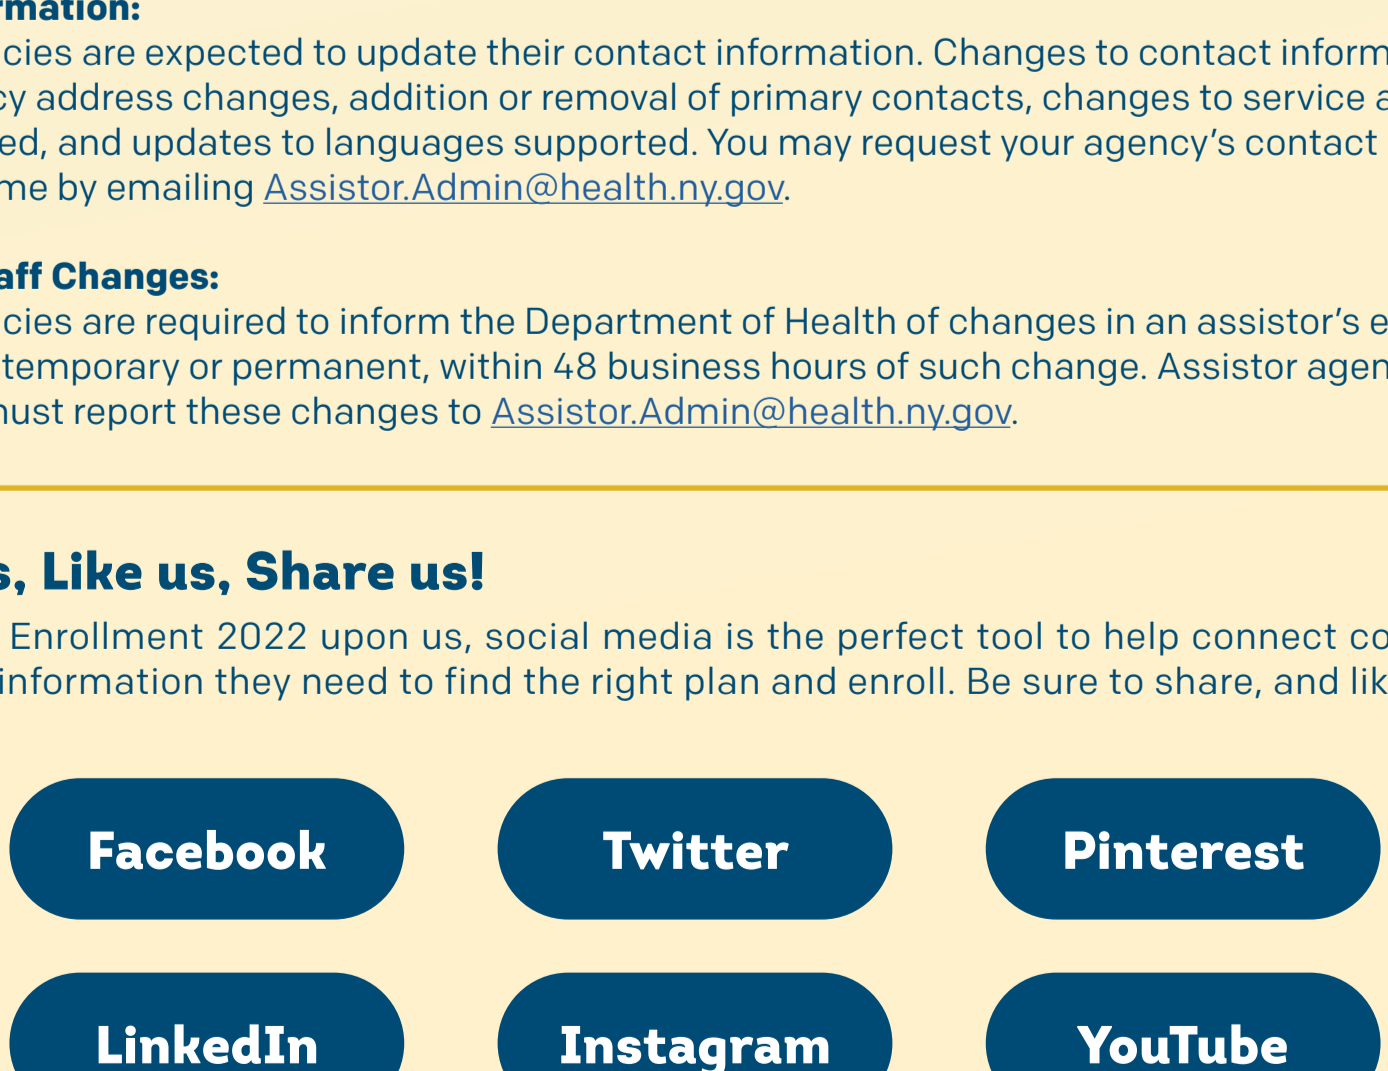 rmation:
cies are expected to update their contact information. Changes to contact inform
cy address changes, addition or removal of primary contacts, changes to service a
ed, and updates to languages supported. You may request your agency's contact
me by emailing Assistor.Admin@health.ny.gov.
aff Changes:
cies are required to inform the Department of Health of changes in an assistor's e
temporary or permanent, within 48 business hours of such change. Assistor agen
must report these changes to Assistor.Admin@health.ny.gov.
s, Like us, Share us!
Enrollment 2022 upon us, social media is the perfect tool to help connect co
information they need to find the right plan and enroll. Be sure to share, and lik
Facebook Twitter Pinterest
LinkedIn Instagram YouTube